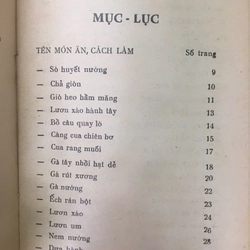 MỤC - LỤC
TÊN MÓN ĂN, CÁCH LÀM Số trang
— Sò huyết nướng 9
— Chả giòn 10
— Giò heo hầm măng 11
— Lươn xào hành tây 13
— Bồ câu quay lò 14
— Càng cua chiên bơ 15
— Cua rang muối 17
— Gà tây nhồi hạt dẻ 18
— Gà rút xương 20
— Gà nướng 22
— Ếch rán bột 23
— Lươn xào 24
— Lươn um 26
— Nem nướng 28